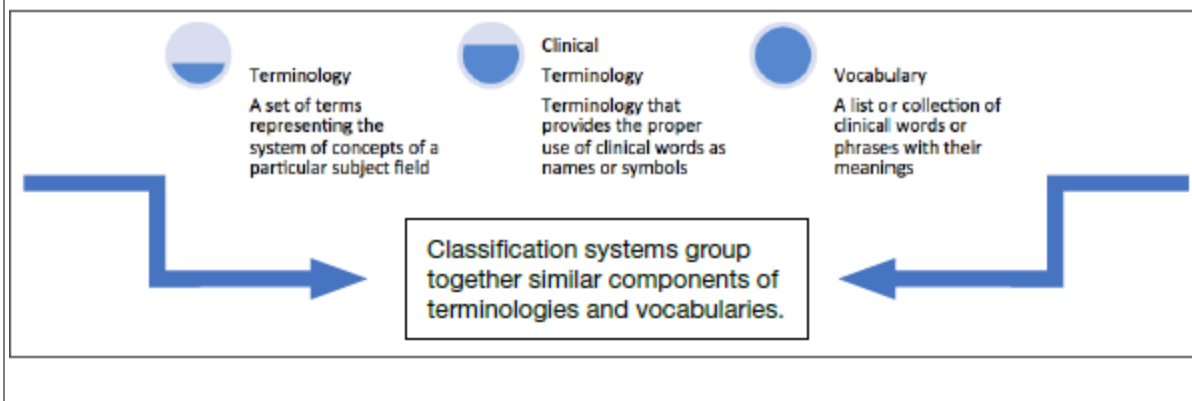 Terminology
A set of terms
representing the
system of concepts of a
particular subject field
Clinical
Terminology
Terminology that
provides the proper
use of clinical words as
names or symbols
Vocabulary
A list or collection of
clinical words or
phrases with their
meanings
Classification systems group
together similar components of
terminologies and vocabularies.